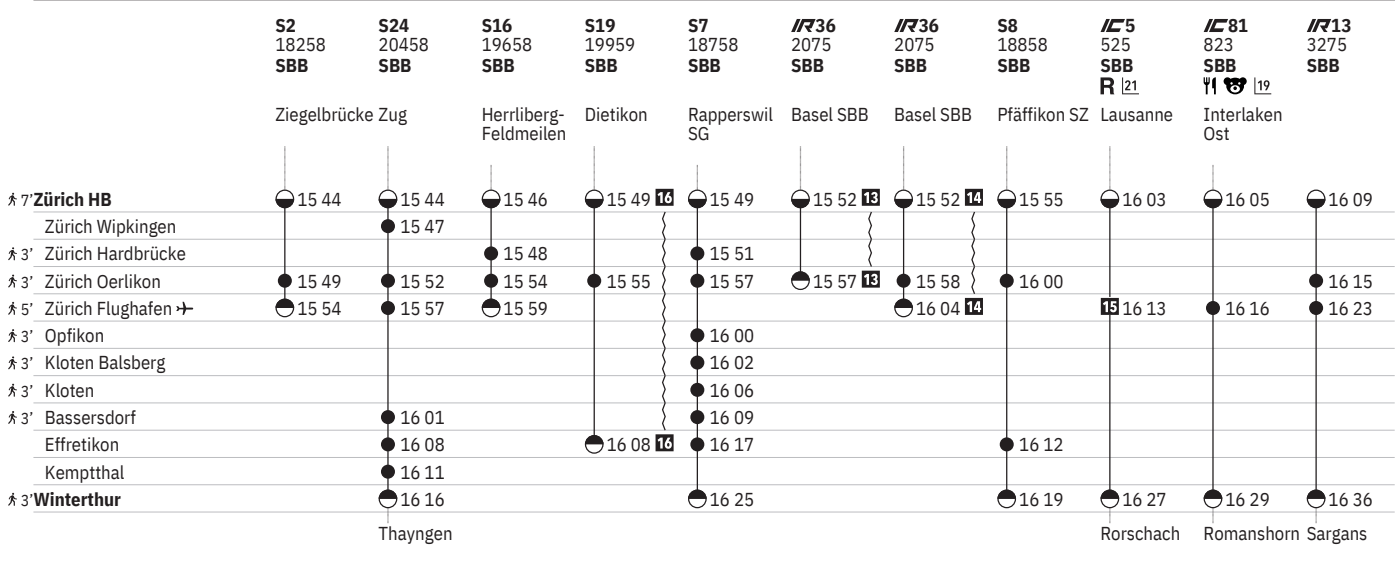 S2 S24 S16 S19 S7 IR36 IR36 S8 IC5 IC81 IR13
18258 20458 19658 19959 18758 2075 2075 18858 525 823 3275
SBB SBB SBB SBB SBB SBB SBB SBB SBB SBB SBB
R 21 19
Ziegelbrücke Zug Herrliberg- Dietikon Rapperswil Basel SBB Basel SBB Pfäffikon SZ Lausanne Interlaken
Feldmeilen SG Ost
7’ Zürich HB 15 44 15 44 15 46 15 49 16 15 49 15 52 13 15 52 14 15 55 16 03 16 05 16 09
Zürich Wipkingen 15 47
3’ Zürich Hardbrücke 15 48 15 51
3’ Zürich Oerlikon 15 49 15 52 15 54 15 55 15 57 15 57 13 15 58 16 00 16 15
5’ Zürich Flughafen 15 54 15 57 15 59 16 04 14 15 16 13 16 16 16 23
3’ Opfikon 16 00
3’ Kloten Balsberg 16 02
3’ Kloten 16 06
3’ Bassersdorf 16 01 16 09
Effretikon 16 08 16 08 16 16 17 16 12
Kemptthal 16 11
3’ Winterthur 16 16 16 25 16 19 16 27 16 29 16 36
Thayngen Rorschach Romanshorn Sargans